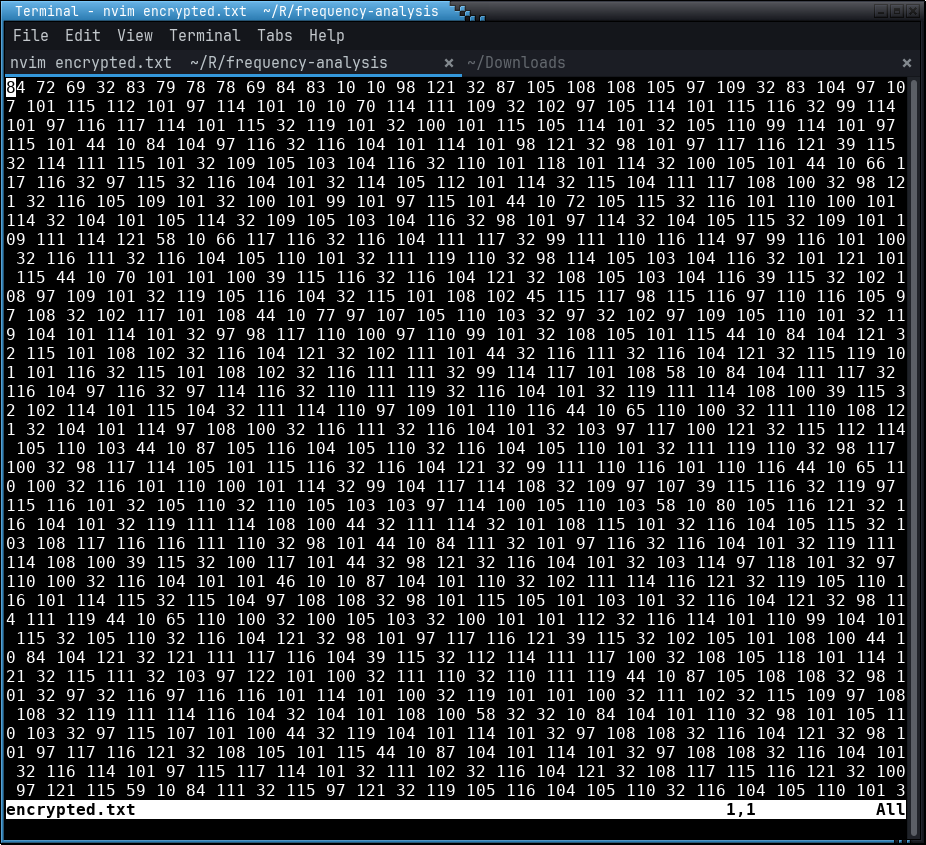 Terminal - nvim encrypted.txt  ~/R/frequency-analysis
File Edit View Terminal Tabs Help
nvim encrypted.txt  ~/R/frequency-analysis × ~/Downloads ×
84 72 69 32 83 79 78 78 69 84 83 10 10 98 121 32 87 105 108 108 105 97 109 32 83 104 97 10
7 101 115 112 101 97 114 101 10 10 70 114 111 109 32 102 97 105 114 101 115 116 32 99 114
101 97 116 117 114 101 115 32 119 101 32 100 101 115 105 114 101 32 105 110 99 114 101 97
115 101 44 10 84 104 97 116 32 116 104 101 114 101 98 121 32 98 101 97 117 116 121 39 115
32 114 111 115 101 32 109 105 103 104 116 32 110 101 118 101 114 32 100 105 101 44 10 66 1
17 116 32 97 115 32 116 104 101 32 114 105 112 101 114 32 115 104 111 117 108 100 32 98 12
1 32 116 105 109 101 32 100 101 99 101 97 115 101 44 10 72 105 115 32 116 101 110 100 101
114 32 104 101 105 114 32 109 105 103 104 116 32 98 101 97 114 32 104 105 115 32 109 101 1
09 111 114 121 58 10 66 117 116 32 116 104 111 117 32 99 111 110 116 114 97 99 116 101 100
32 116 111 32 116 104 105 110 101 32 111 119 110 32 98 114 105 103 104 116 32 101 121 101
115 44 10 70 101 101 100 39 115 116 32 116 104 121 32 108 105 103 104 116 39 115 32 102 1
08 97 109 101 32 119 105 116 104 32 115 101 108 102 45 115 117 98 115 116 97 110 116 105 9
7 108 32 102 117 101 108 44 10 77 97 107 105 110 103 32 97 32 102 97 109 105 110 101 32 11
9 104 101 114 101 32 97 98 117 110 100 97 110 99 101 32 108 105 101 115 44 10 84 104 121 3
2 115 101 108 102 32 116 104 121 32 102 111 101 44 32 116 111 32 116 104 121 32 115 119 10
1 101 116 32 115 101 108 102 32 116 111 111 32 99 114 117 101 108 58 10 84 104 111 117 32
116 104 97 116 32 97 114 116 32 110 111 119 32 116 104 101 32 119 111 114 108 100 39 115 3
2 102 114 101 115 104 32 111 114 110 97 109 101 110 116 44 10 65 110 100 32 111 110 108 12
1 32 104 101 114 97 108 100 32 116 111 32 116 104 101 32 103 97 117 100 121 32 115 112 114
105 110 103 44 10 87 105 116 104 105 110 32 116 104 105 110 101 32 111 119 110 32 98 117
100 32 98 117 114 105 101 115 116 32 116 104 121 32 99 111 110 116 101 110 116 44 10 65 11
0 100 32 116 101 110 100 101 114 32 99 104 117 114 108 32 109 97 107 39 115 116 32 119 97
115 116 101 32 105 110 32 110 105 103 103 97 114 100 105 110 103 58 10 80 105 116 121 32 1
16 104 101 32 119 111 114 108 100 44 32 111 114 32 101 108 115 101 32 116 104 105 115 32 1
03 108 117 116 116 111 110 32 98 101 44 10 84 111 32 101 97 116 32 116 104 101 32 119 111
114 108 100 39 115 32 100 117 101 44 32 98 121 32 116 104 101 32 103 114 97 118 101 32 97
110 100 32 116 104 101 101 46 10 10 87 104 101 110 32 102 111 114 116 121 32 119 105 110 1
16 101 114 115 32 115 104 97 108 108 32 98 101 115 105 101 103 101 32 116 104 121 32 98 11
4 111 119 44 10 65 110 100 32 100 105 103 32 100 101 101 112 32 116 114 101 110 99 104 101
115 32 105 110 32 116 104 121 32 98 101 97 117 116 121 39 115 32 102 105 101 108 100 44 1
0 84 104 121 32 121 111 117 116 104 39 115 32 112 114 111 117 100 32 108 105 118 101 114 1
21 32 115 111 32 103 97 122 101 100 32 111 110 32 110 111 119 44 10 87 105 108 108 32 98 1
01 32 97 32 116 97 116 116 101 114 101 100 32 119 101 101 100 32 111 102 32 115 109 97 108
108 32 119 111 114 116 104 32 104 101 108 100 58 32 32 10 84 104 101 110 32 98 101 105 11
0 103 32 97 115 107 101 100 44 32 119 104 101 114 101 32 97 108 108 32 116 104 121 32 98 1
01 97 117 116 121 32 108 105 101 115 44 10 87 104 101 114 101 32 97 108 108 32 116 104 101
32 116 114 101 97 115 117 114 101 32 111 102 32 116 104 121 32 108 117 115 116 121 32 100
97 121 115 59 10 84 111 32 115 97 121 32 119 105 116 104 105 110 32 116 104 105 110 101 3
encrypted.txt 1,1 All